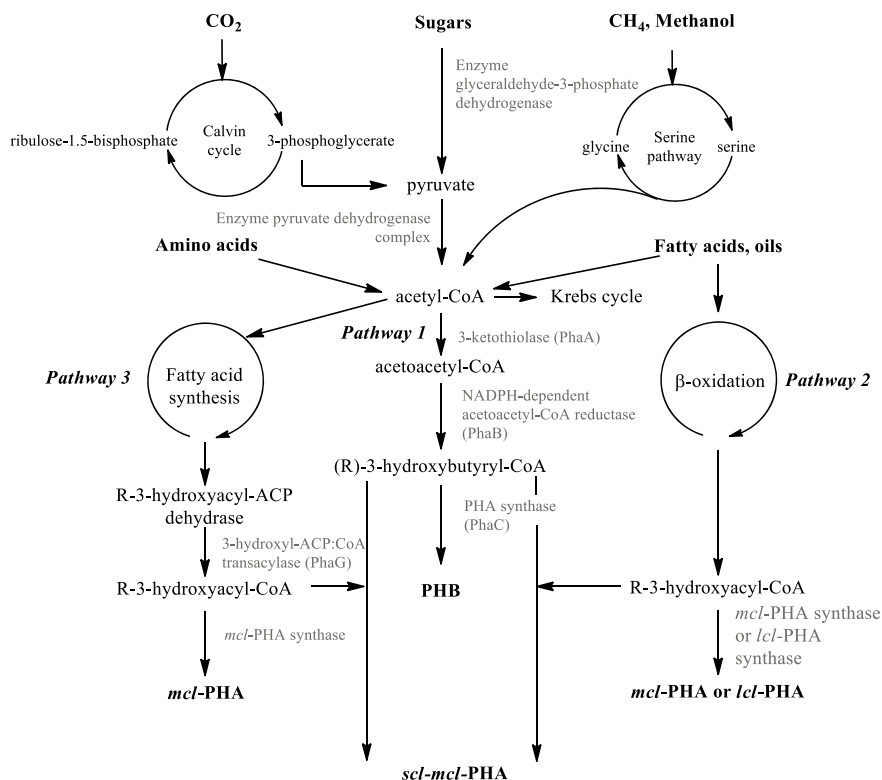 CO2
Sugars
CH4, Methanol
Enzyme
glyceraldehyde-3-phosphate
dehydrogenase
ribulose-1.5-bisphosphate
Calvin
cycle
3-phosphoglycerate
glycine
Serine
pathway
serine
pyruvate
Enzyme pyruvate dehydrogenase
complex
Amino acids
Fatty acids, oils
acetyl-CoA
Krebs cycle
Pathway 1
3-ketothiolase (PhaA)
acetoacetyl-CoA
Pathway 3
Fatty acid
synthesis
β-oxidation
Pathway 2
NADPH-dependent
acetoacetyl-CoA reductase
(PhaB)
(R)-3-hydroxybutyryl-CoA
R-3-hydroxyacyl-ACP
dehydrase
PHA synthase
(PhaC)
3-hydroxyl-ACP:CoA
transacylase (PhaG)
R-3-hydroxyacyl-CoA
PHB
R-3-hydroxyacyl-CoA
mcl-PHA synthase
mcl-PHA synthase
or lcl-PHA
synthase
mcl-PHA
mcl-PHA or lcl-PHA
scl-mcl-PHA